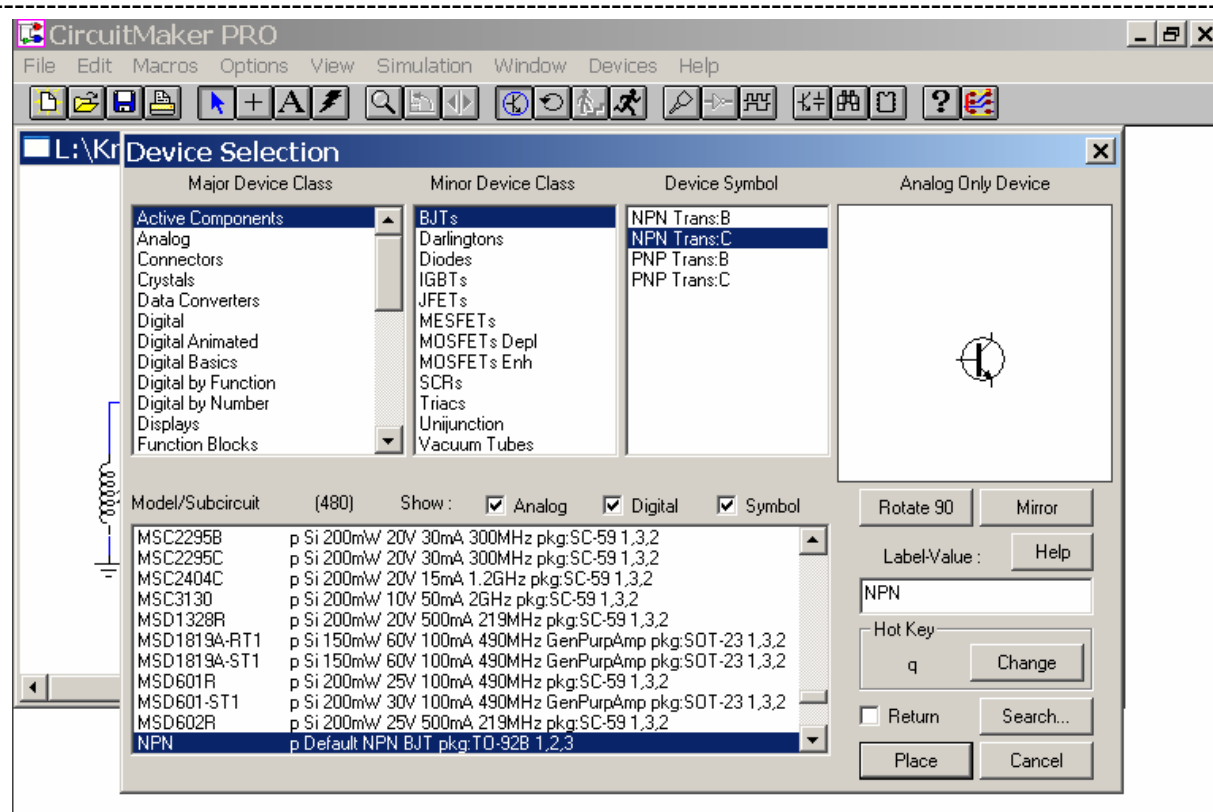 CircuitMaker PRO
File Edit Macros Options View Simulation Window Devices Help
L:\Kr
Device Selection
Major Device Class Minor Device Class Device Symbol Analog Only Device
Active Components
Analog
Connectors
Crystals
Data Converters
Digital
Digital Animated
Digital Basics
Digital by Function
Digital by Number
Displays
Function Blocks
BJTs
Darlingtons
Diodes
IGBTs
JFETs
MESFETs
MOSFETs Depl
MOSFETs Enh
SCRs
Triacs
Unijunction
Vacuum Tubes
NPN Trans:B
NPN Trans:C
PNP Trans:B
PNP Trans:C
Model/Subcircuit (480) Show : Analog Digital Symbol
MSC2295B p Si 200mW 20V 30mA 300MHz pkg:SC-59 1,3,2
MSC2295C p Si 200mW 20V 30mA 300MHz pkg:SC-59 1,3,2
MSC2404C p Si 200mW 20V 15mA 1.2GHz pkg:SC-59 1,3,2
MSC3130 p Si 200mW 10V 50mA 2GHz pkg:SC-59 1,3,2
MSD1328R p Si 200mW 20V 500mA 219MHz pkg:SC-59 1,3,2
MSD1819A-RT1 p Si 150mW 60V 100mA 490MHz GenPurpAmp pkg:SOT-23 1,3,2
MSD1819A-ST1 p Si 150mW 60V 100mA 490MHz GenPurpAmp pkg:SOT-23 1,3,2
MSD601R p Si 200mW 25V 100mA 490MHz pkg:SC-59 1,3,2
MSD601-ST1 p Si 200mW 30V 100mA 490MHz GenPurpAmp pkg:SOT-23 1,3,2
MSD602R p Si 200mW 25V 500mA 219MHz pkg:SC-59 1,3,2
NPN p Default NPN BJT pkg:TO-92B 1,2,3
Rotate 90 Mirror
Label-Value : Help
NPN
Hot Key
q Change
Return Search...
Place Cancel